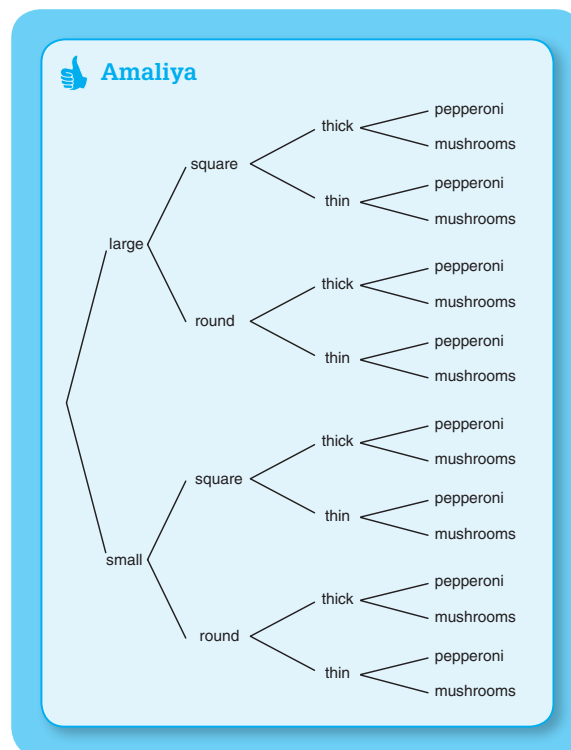 Amaliya
pepperoni
thick
mushrooms
square
pepperoni
thin
mushrooms
large
pepperoni
thick
mushrooms
round
pepperoni
thin
mushrooms
pepperoni
thick
mushrooms
square
pepperoni
thin
mushrooms
small
pepperoni
thick
mushrooms
round
pepperoni
thin
mushrooms